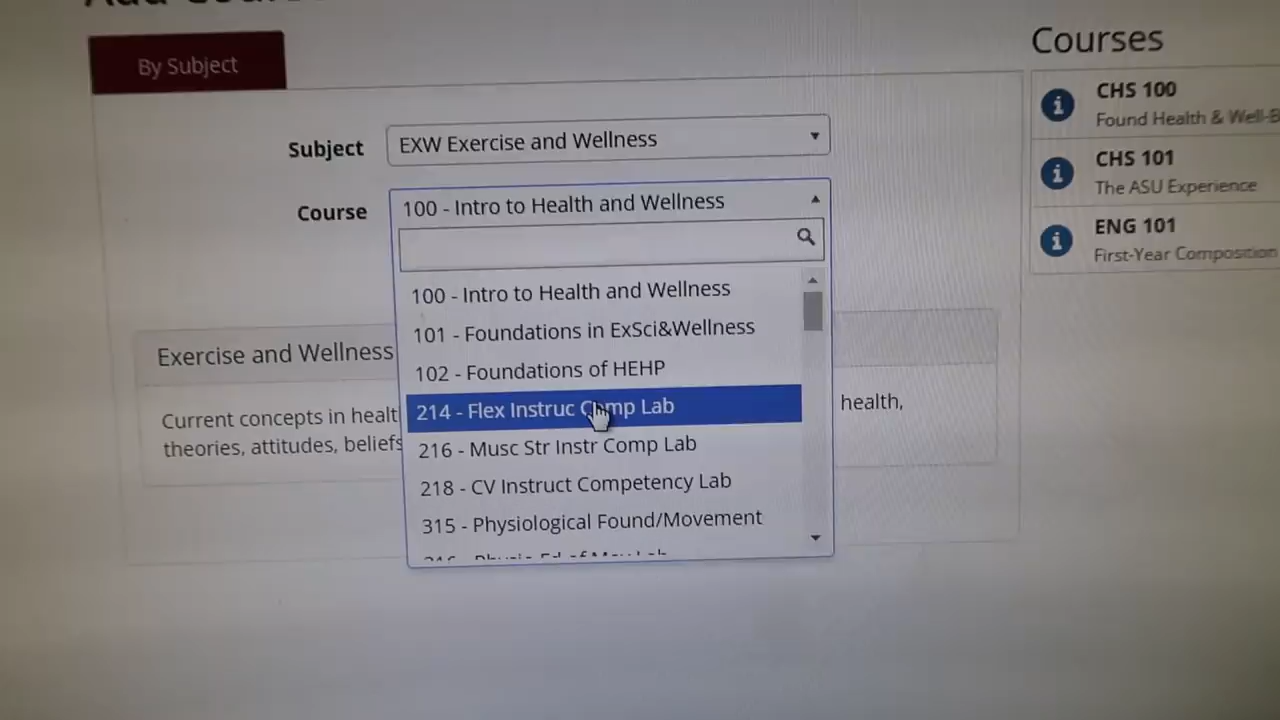 By Subject
Subject
EXW Exercise and Wellness
Course
100 - Intro to Health and Wellness
100 - Intro to Health and Wellness
101 - Foundations in ExSci&Wellness
102 - Foundations of HEHP
214 - Flex Instruc Comp Lab
216 - Musc Str Instr Comp Lab
218 - CV Instruct Competency Lab
315 - Physiological Found/Movement
Exercise and Wellness
Current concepts in healt
health,
theories, attitudes, beliefs
Courses
CHS 100
Found Health & Well-B
CHS 101
The ASU Experience
ENG 101
First-Year Composition